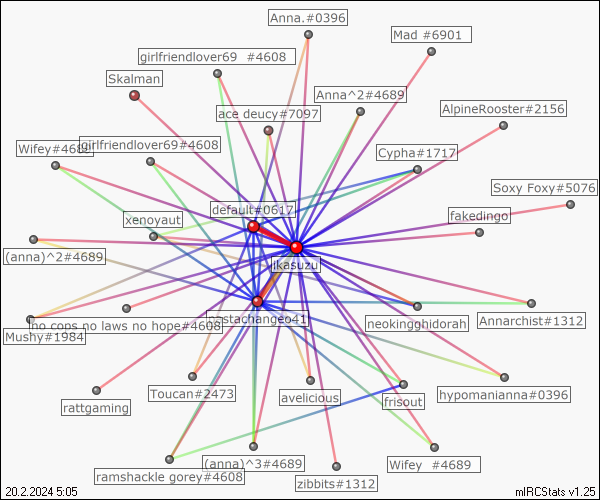 Anna.#0396
Mad #6901
girlfriendlover69 #4608
Skalman
Anna^2#4689
ace deucy#7097
AlpineRooster#2156
Wifey#4689
girlfriendlover69#4608
Cypha#1717
Soxy Foxy#5076
xenoyaut
default#0617
fakedingo
(anna)^2#4689
jkasuzu
no cops no laws no hope#4608
neokingghidorah
Annarchist#1312
Mushy#1984
rattgaming
Toucan#2473
avelicious
frisout
hypomanianna#0396
ramshackle gorey#4608
(anna)^3#4689
zibbits#1312
Wifey #4689
20.2.2024 5:05
mIRCStats v1.25